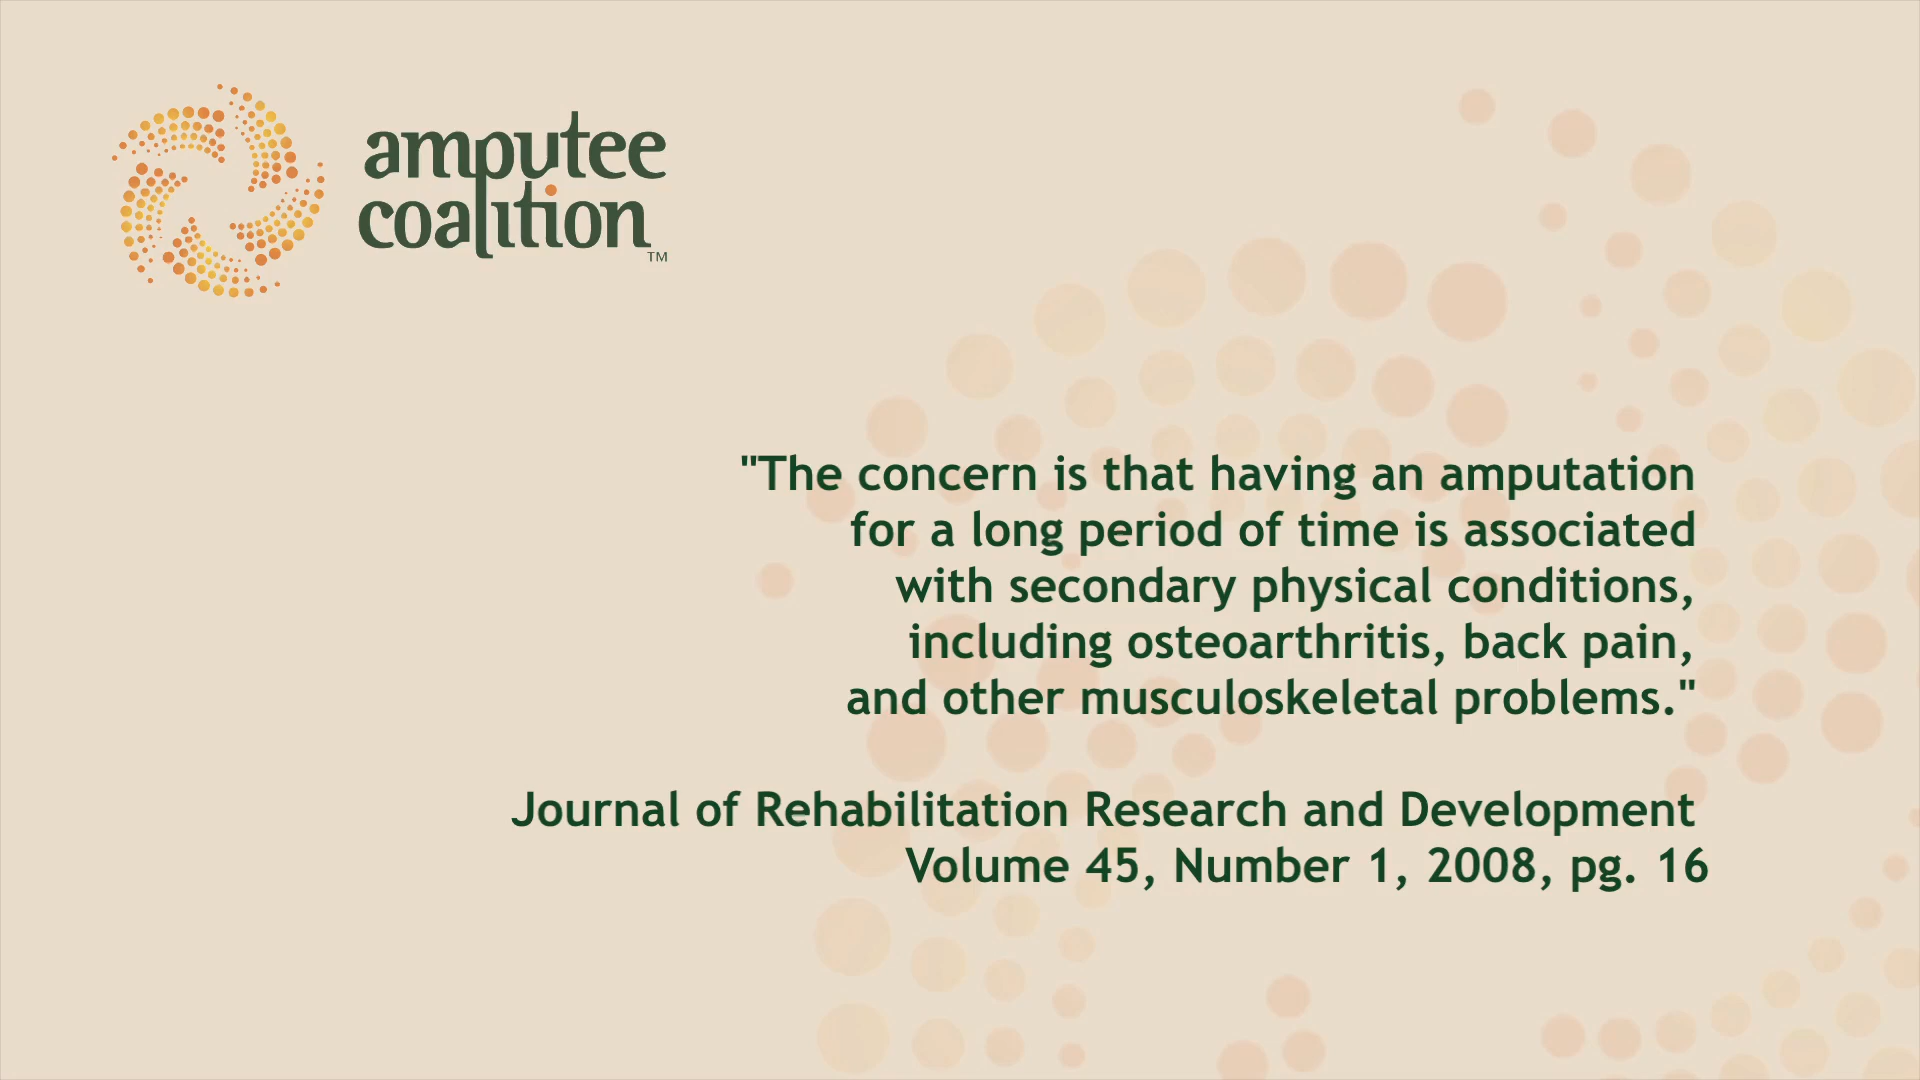 amputee
coalition™
"The concern is that having an amputation
for a long period of time is associated
with secondary physical conditions,
including osteoarthritis, back pain,
and other musculoskeletal problems."
Journal of Rehabilitation Research and Development
Volume 45, Number 1, 2008, pg. 16